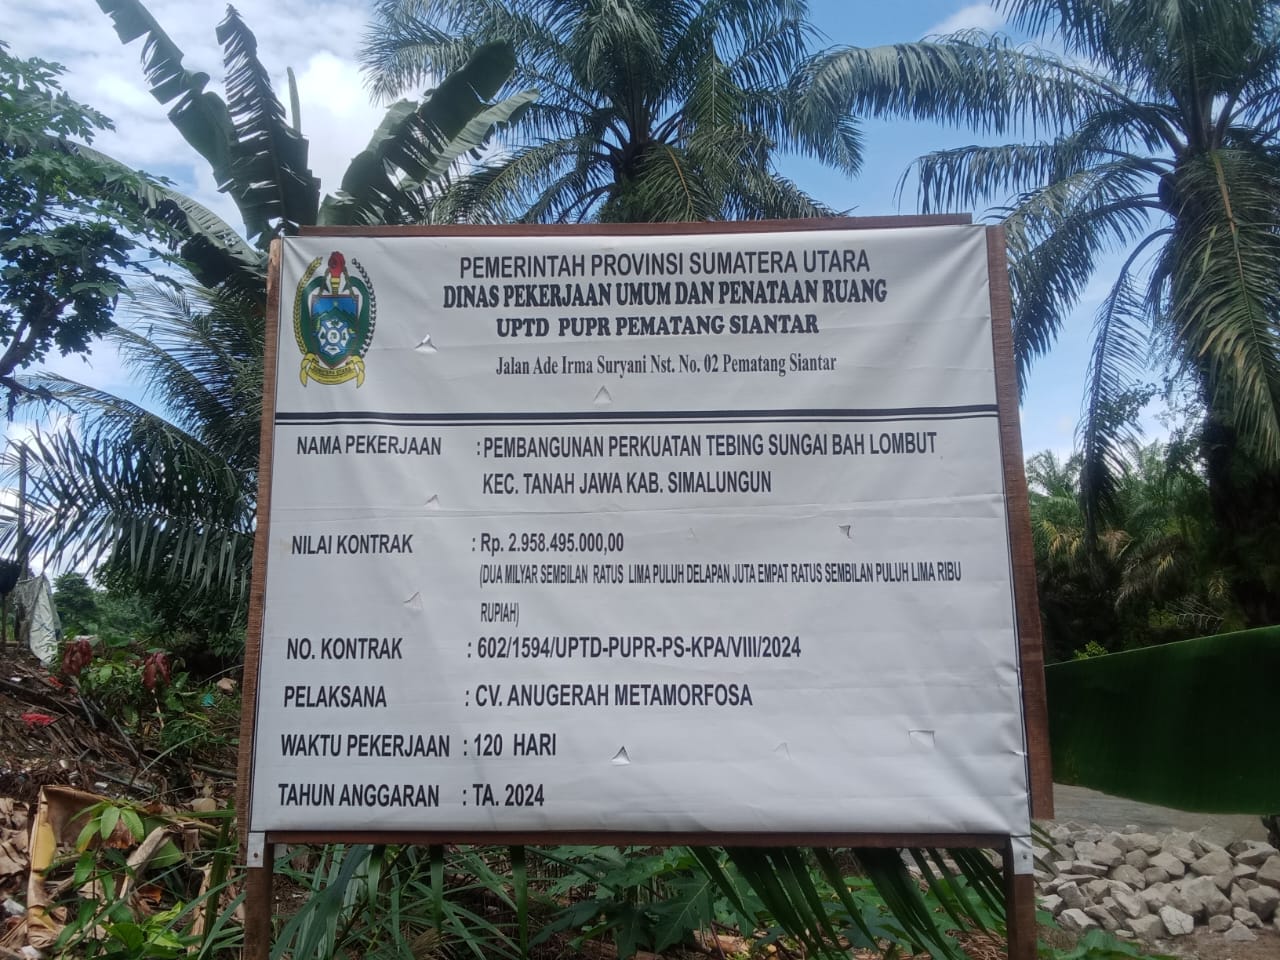 PEMERINTAH PROVINSI SUMATERA UTARA
DINAS PEKERJAAN UMUM DAN PENATAAN RUANG
UPTD PUPR PEMATANG SIANTAR
Jalan Ade Irma Suryani Nst. No. 02 Pematang Siantar
NAMA PEKERJAAN : PEMBANGUNAN PERKUATAN TEBING SUNGAI BAH LOMBUT
KEC. TANAH JAWA KAB. SIMALUNGUN
NILAI KONTRAK : Rp. 2.958.495.000,00
(DUA MILYAR SEMBILAN RATUS LIMA PULUH DELAPAN JUTA EMPAT RATUS SEMBILAN PULUH LIMA RIBU
RUPIAH)
NO. KONTRAK : 602/1594/UPTD-PUPR-PS-KPA/VIII/2024
PELAKSANA : CV. ANUGERAH METAMORFOSA
WAKTU PEKERJAAN : 120 HARI
TAHUN ANGGARAN : TA. 2024